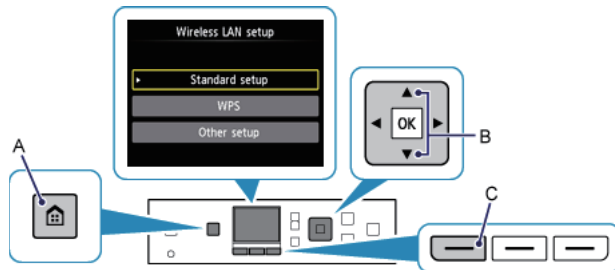 Wireless LAN setup
Standard setup
WPS
Other setup
A
OK
B
C